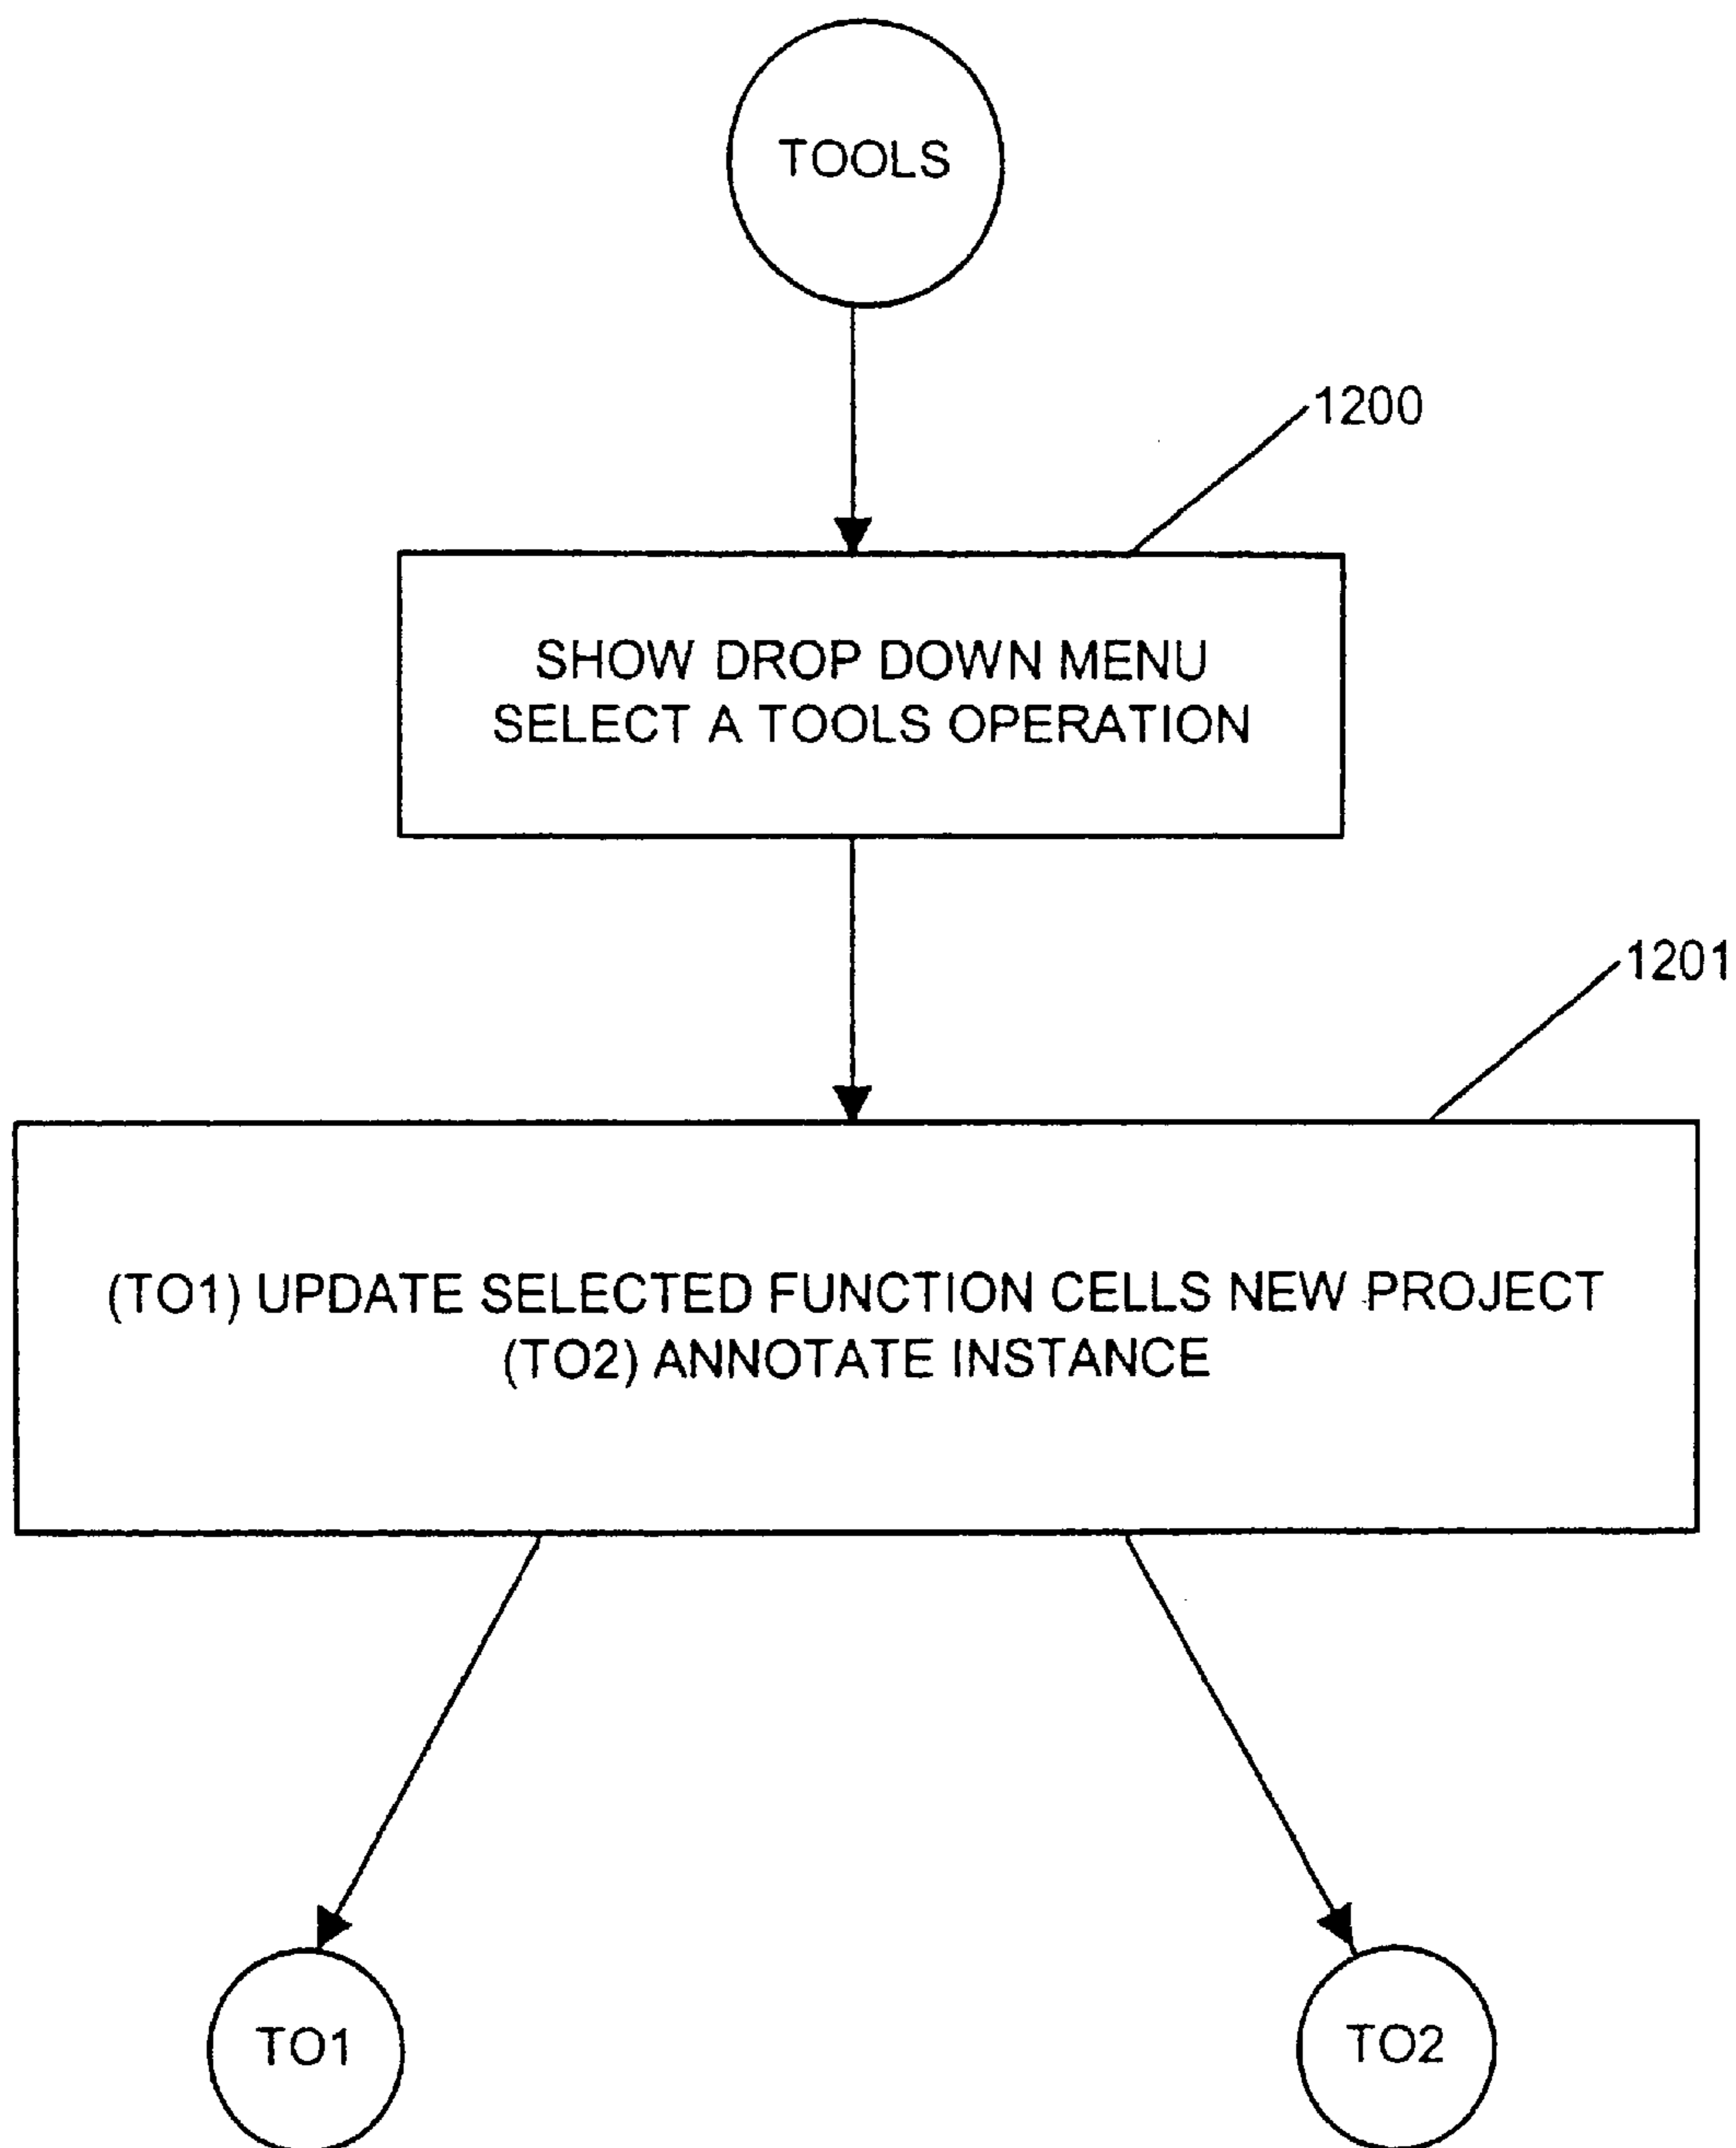 TOOLS
1200
SHOW DROP DOWN MENU
SELECT A TOOLS OPERATION
1201
(TO1) UPDATE SELECTED FUNCTION CELLS NEW PROJECT
(TO2) ANNOTATE INSTANCE
TO1
TO2